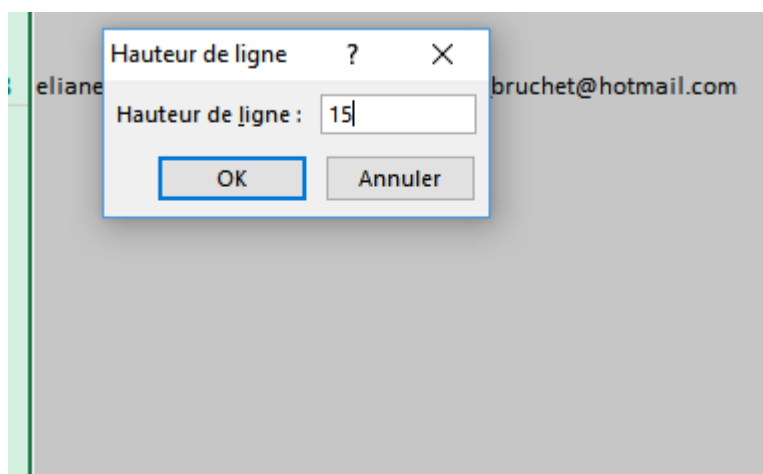 Hauteur de ligne ?
eliane bruchet@hotmail.com
Hauteur de ligne : 15
OK Annuler